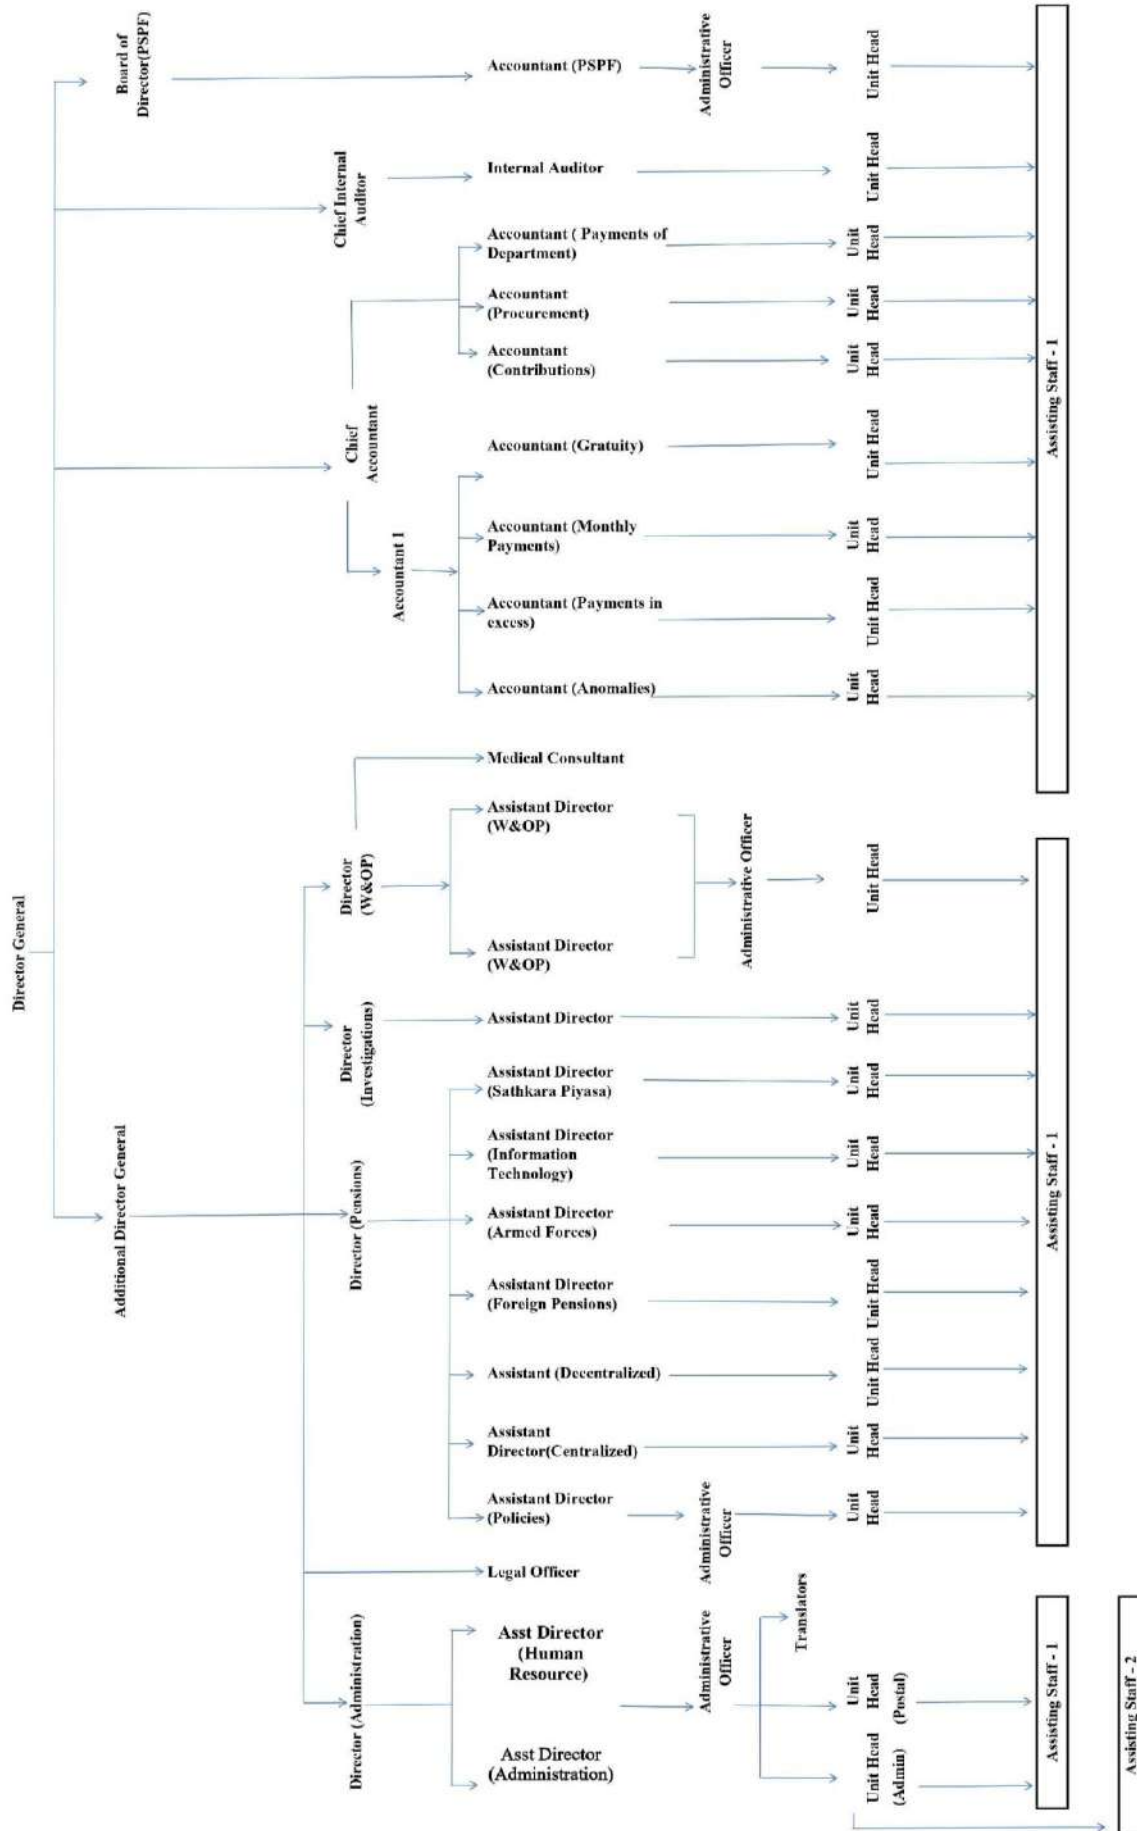 Director General
Board of
Director(PSPF)
Accountant (PSPF)
Administrative
Officer
Unit Head
Chief Internal
Auditor
Internal Auditor
Unit Head
Chief
Accountant
Accountant ( Payments of
Department)
Unit
Head
Accountant
(Procurement)
Unit
Head
Accountant
(Contributions)
Unit
Head
Accountant 1
Accountant (Gratuity)
Unit Head
Accountant (Monthly
Payments)
Unit
Head
Accountant (Payments in
excess)
Unit Head
Accountant (Anomalies)
Unit
Head
Assisting Staff - 1
Additional Director General
Director
(W&OP)
Medical Consultant
Assistant Director
(W&OP)
Assistant Director
(W&OP)
Administrative Officer
Unit Head
Director
(Investigations)
Assistant Director
Unit
Head
Director (Pensions)
Assistant Director
(Sathkara Piyasa)
Unit
Head
Assistant Director
(Information
Technology)
Unit
Head
Assistant Director
(Armed Forces)
Unit
Head
Assistant Director
(Foreign Pensions)
Unit Head
Assistant (Decentralized)
Unit Head
Assistant
Director(Centralized)
Unit
Head
Assistant Director
(Policies)
Administrative
Officer
Unit
Head
Assisting Staff - 1
Legal Officer
Director (Administration)
Asst Director
(Human
Resource)
Asst Director
(Administration)
Administrative
Officer
Translators
Unit
Head
(Postal)
Unit Head
(Admin)
Assisting Staff - 1
Assisting Staff - 2